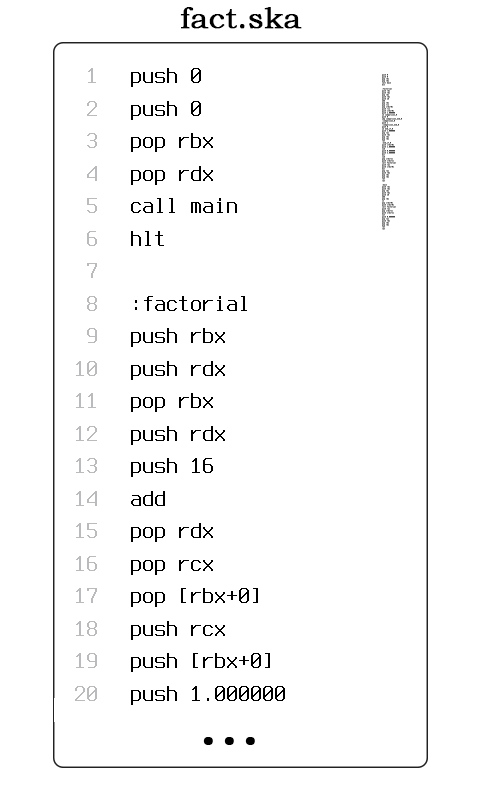 fact.ska
1 push 0
2 push 0
3 pop rbx
4 pop rdx
5 call main
6 hlt
7
8 :factorial
9 push rbx
10 push rdx
11 pop rbx
12 push rdx
13 push 16
14 add
15 pop rdx
16 pop rcx
17 pop [rbx+0]
18 push rcx
19 push [rbx+0]
20 push 1.000000
•••